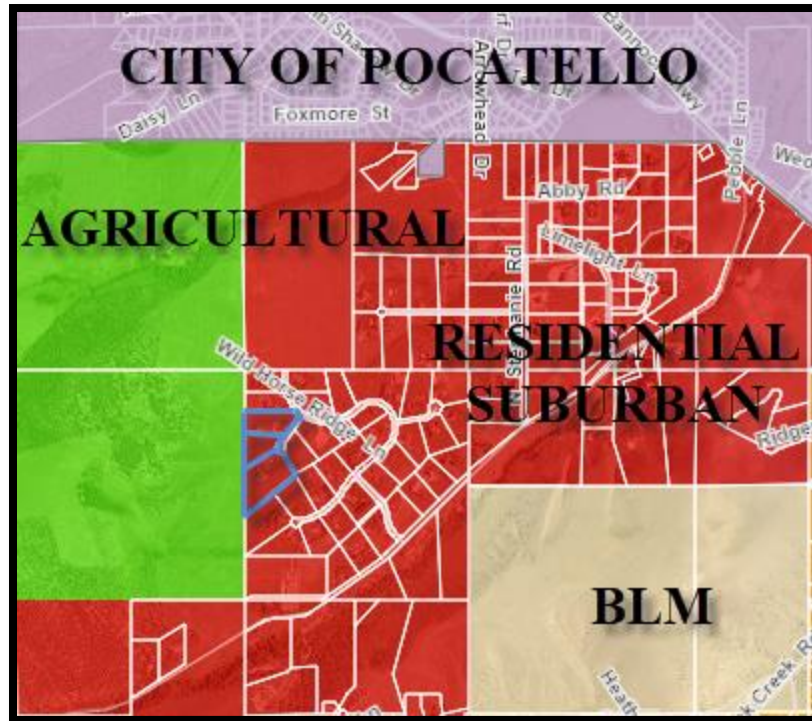 CITY OF POCATELLO
Daisy Ln
Foxmore St
Arrowhead Dr
Pebble Ln
Abby Rd
AGRICULTURAL
Limelight Ln
RESIDENTIAL
SUBURBAN
Wild Horse Ridge Ln
BLM